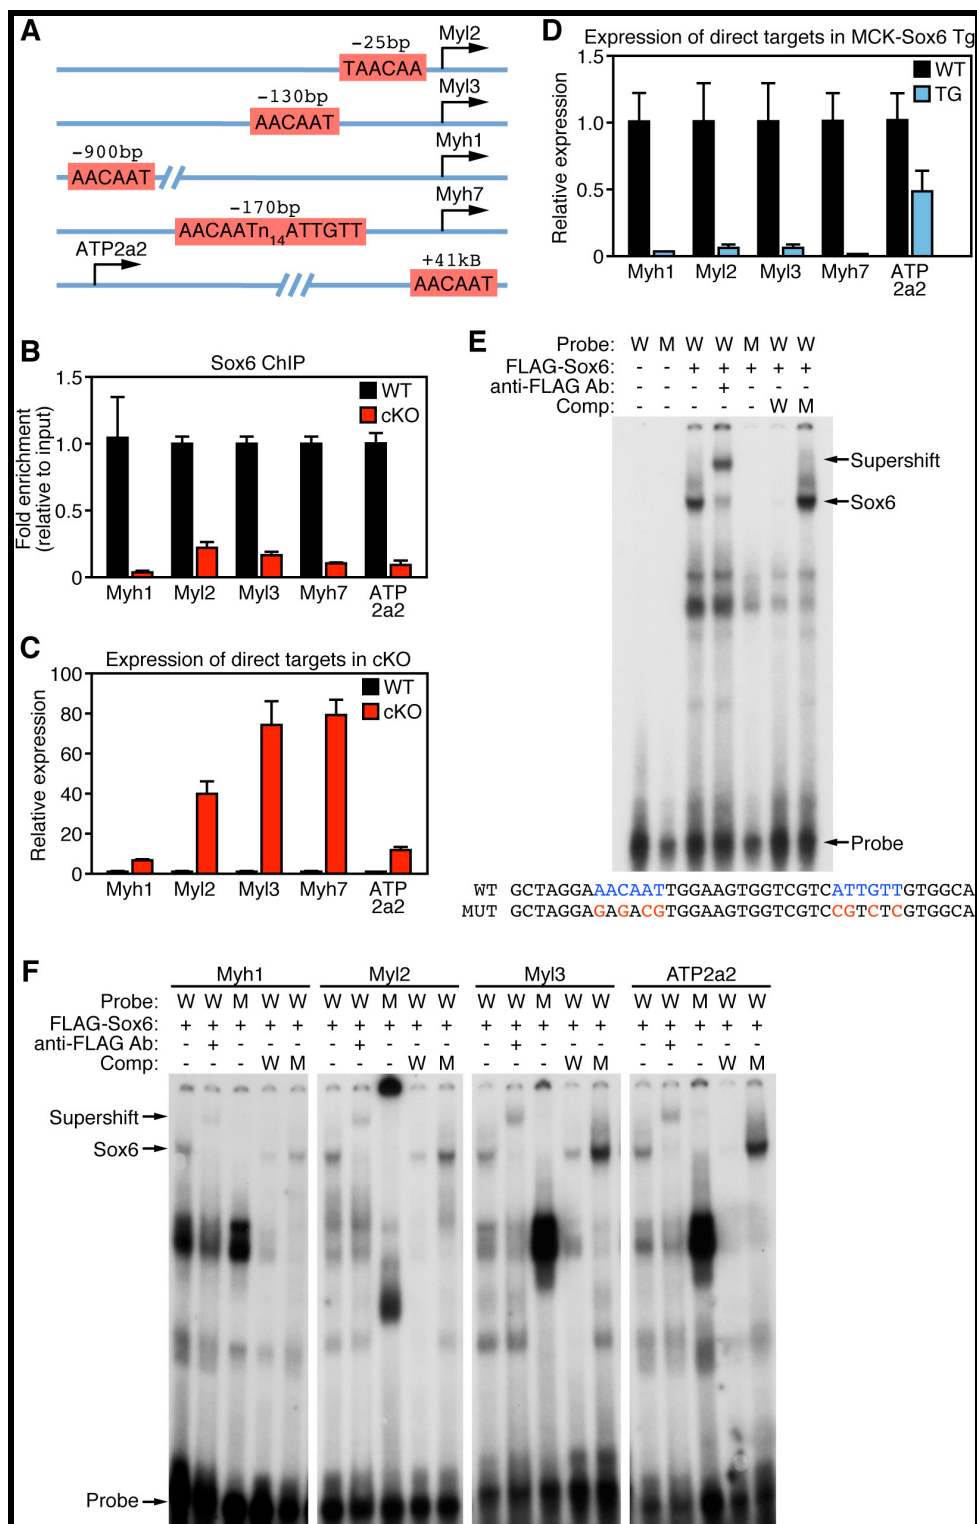 A
-25bp
Myl2
TAACAA
-130bp
Myl3
AACAAT
-900bp
Myh1
AACAAT
-170bp
Myh7
AACAATn14ATTGTT
ATP2a2
+41kB
AACAAT
B
Sox6 ChIP
Fold enrichment
(relative to input)
1.5
1.0
0.5
0
WT
cKO
Myh1 Myl2 Myl3 Myh7 ATP
2a2
C
Expression of direct targets in cKO
Relative expression
100
80
60
40
20
0
WT
cKO
Myh1 Myl2 Myl3 Myh7 ATP
2a2
D
Expression of direct targets in MCK-Sox6 Tg
Relative expression
1.5
1.0
0.5
0
WT
TG
Myh1 Myl2 Myl3 Myh7 ATP
2a2
E
Probe: W M W W M W W
FLAG-Sox6: - - + + + + +
anti-FLAG Ab: - - - + - - -
Comp: - - - - - W M
Supershift
Sox6
Probe
WT GCTAGGAAACAATTGGAAGTGGTCGTCATTGTTGTGGCA
MUT GCTAGGAGAGACGTGGAAGTGGTCGTCCGTCTCGTGGCA
F
Myh1 Myl2 Myl3 ATP2a2
Probe: W W M W W W W M W W W W M W W W W M W W
FLAG-Sox6: + + + + + + + + + + + + + + + + + + + +
anti-FLAG Ab: - + - - - - + - - - - + - - - - + - - -
Comp: - - - W M - - - W M - - - W M - - - W M
Supershift
Sox6
Probe